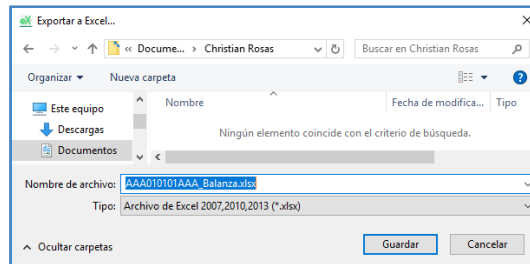 Exportar a Excel...
« Docume... › Christian Rosas
Buscar en Christian Rosas
Organizar
Nueva carpeta
Este equipo
Descargas
Documentos
Nombre
Fecha de modifica...
Tipo
Ningún elemento coincide con el criterio de búsqueda.
Nombre de archivo: AAA010101AAA_Balanza.xlsx
Tipo: Archivo de Excel 2007,2010,2013 (*.xlsx)
Ocultar carpetas
Guardar
Cancelar